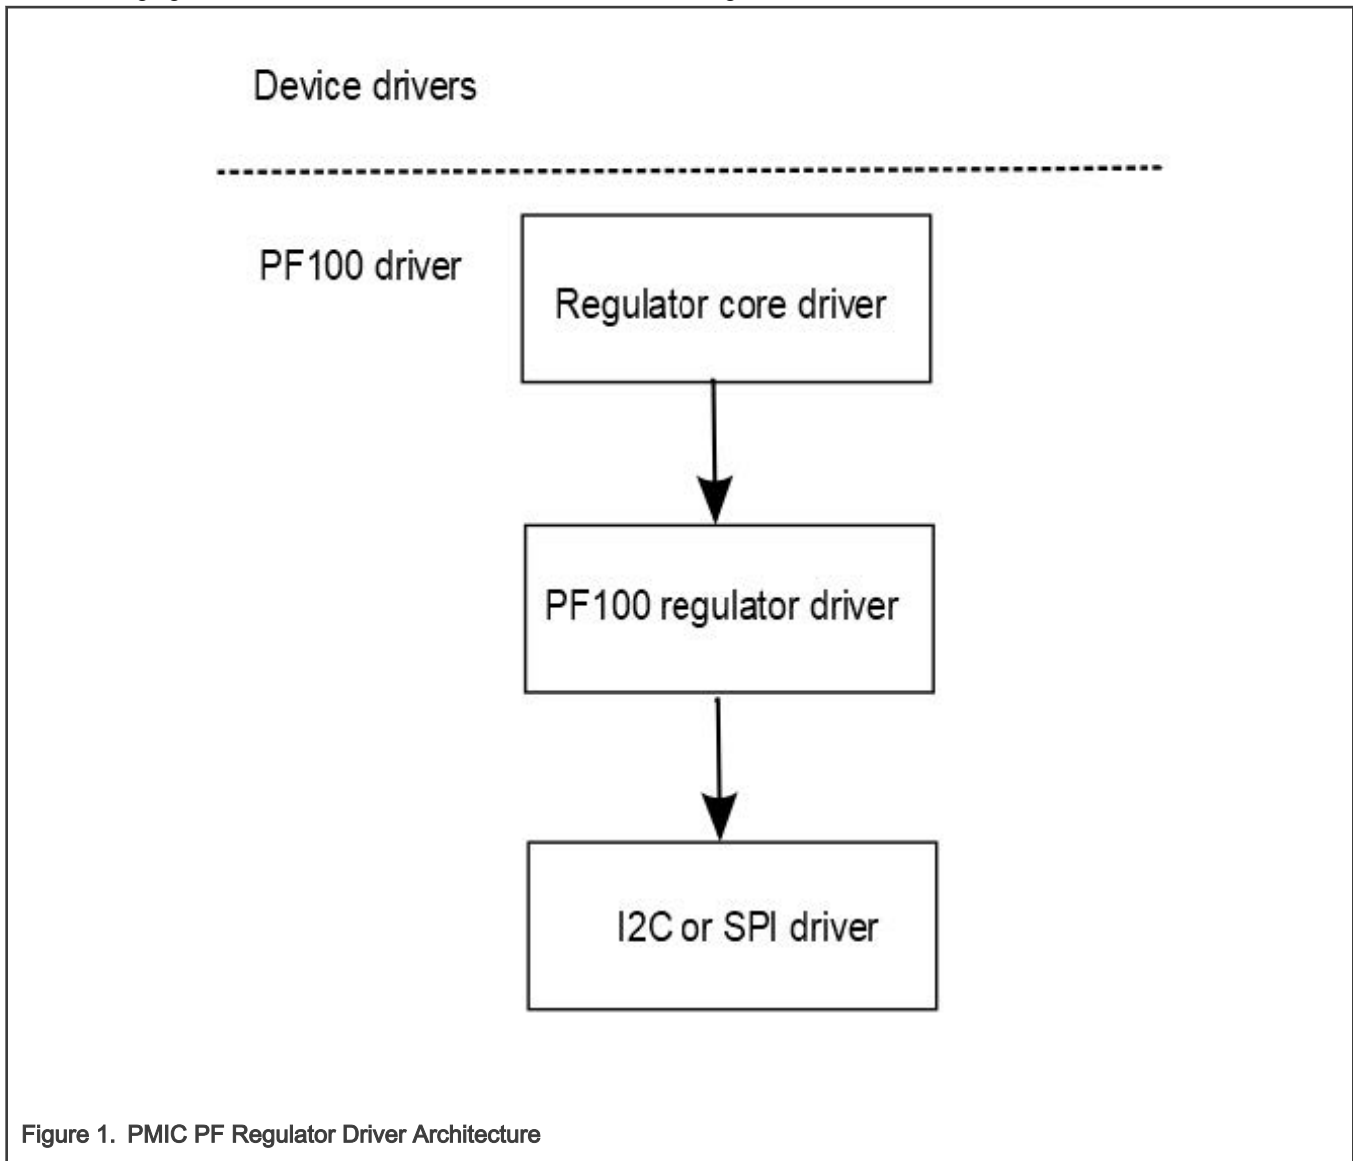 Device drivers
PF100 driver
Regulator core driver
PF100 regulator driver
I2C or SPI driver
Figure 1. PMIC PF Regulator Driver Architecture